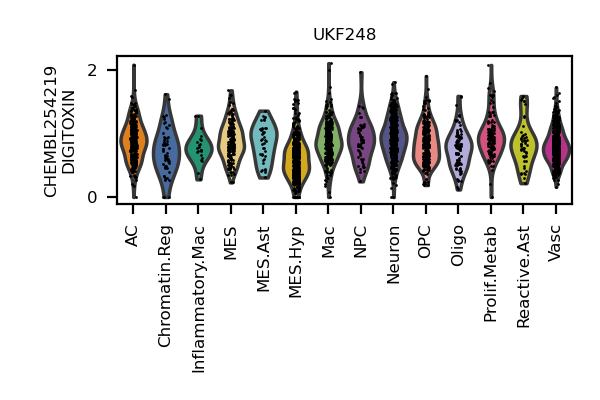 UKF248
CHEMBL254219
DIGITOXIN
2
0
AC
Chromatin.Reg
Inflammatory.Mac
MES
MES.Ast
MES.Hyp
Mac
NPC
Neuron
OPC
Oligo
Prolif.Metab
Reactive.Ast
Vasc